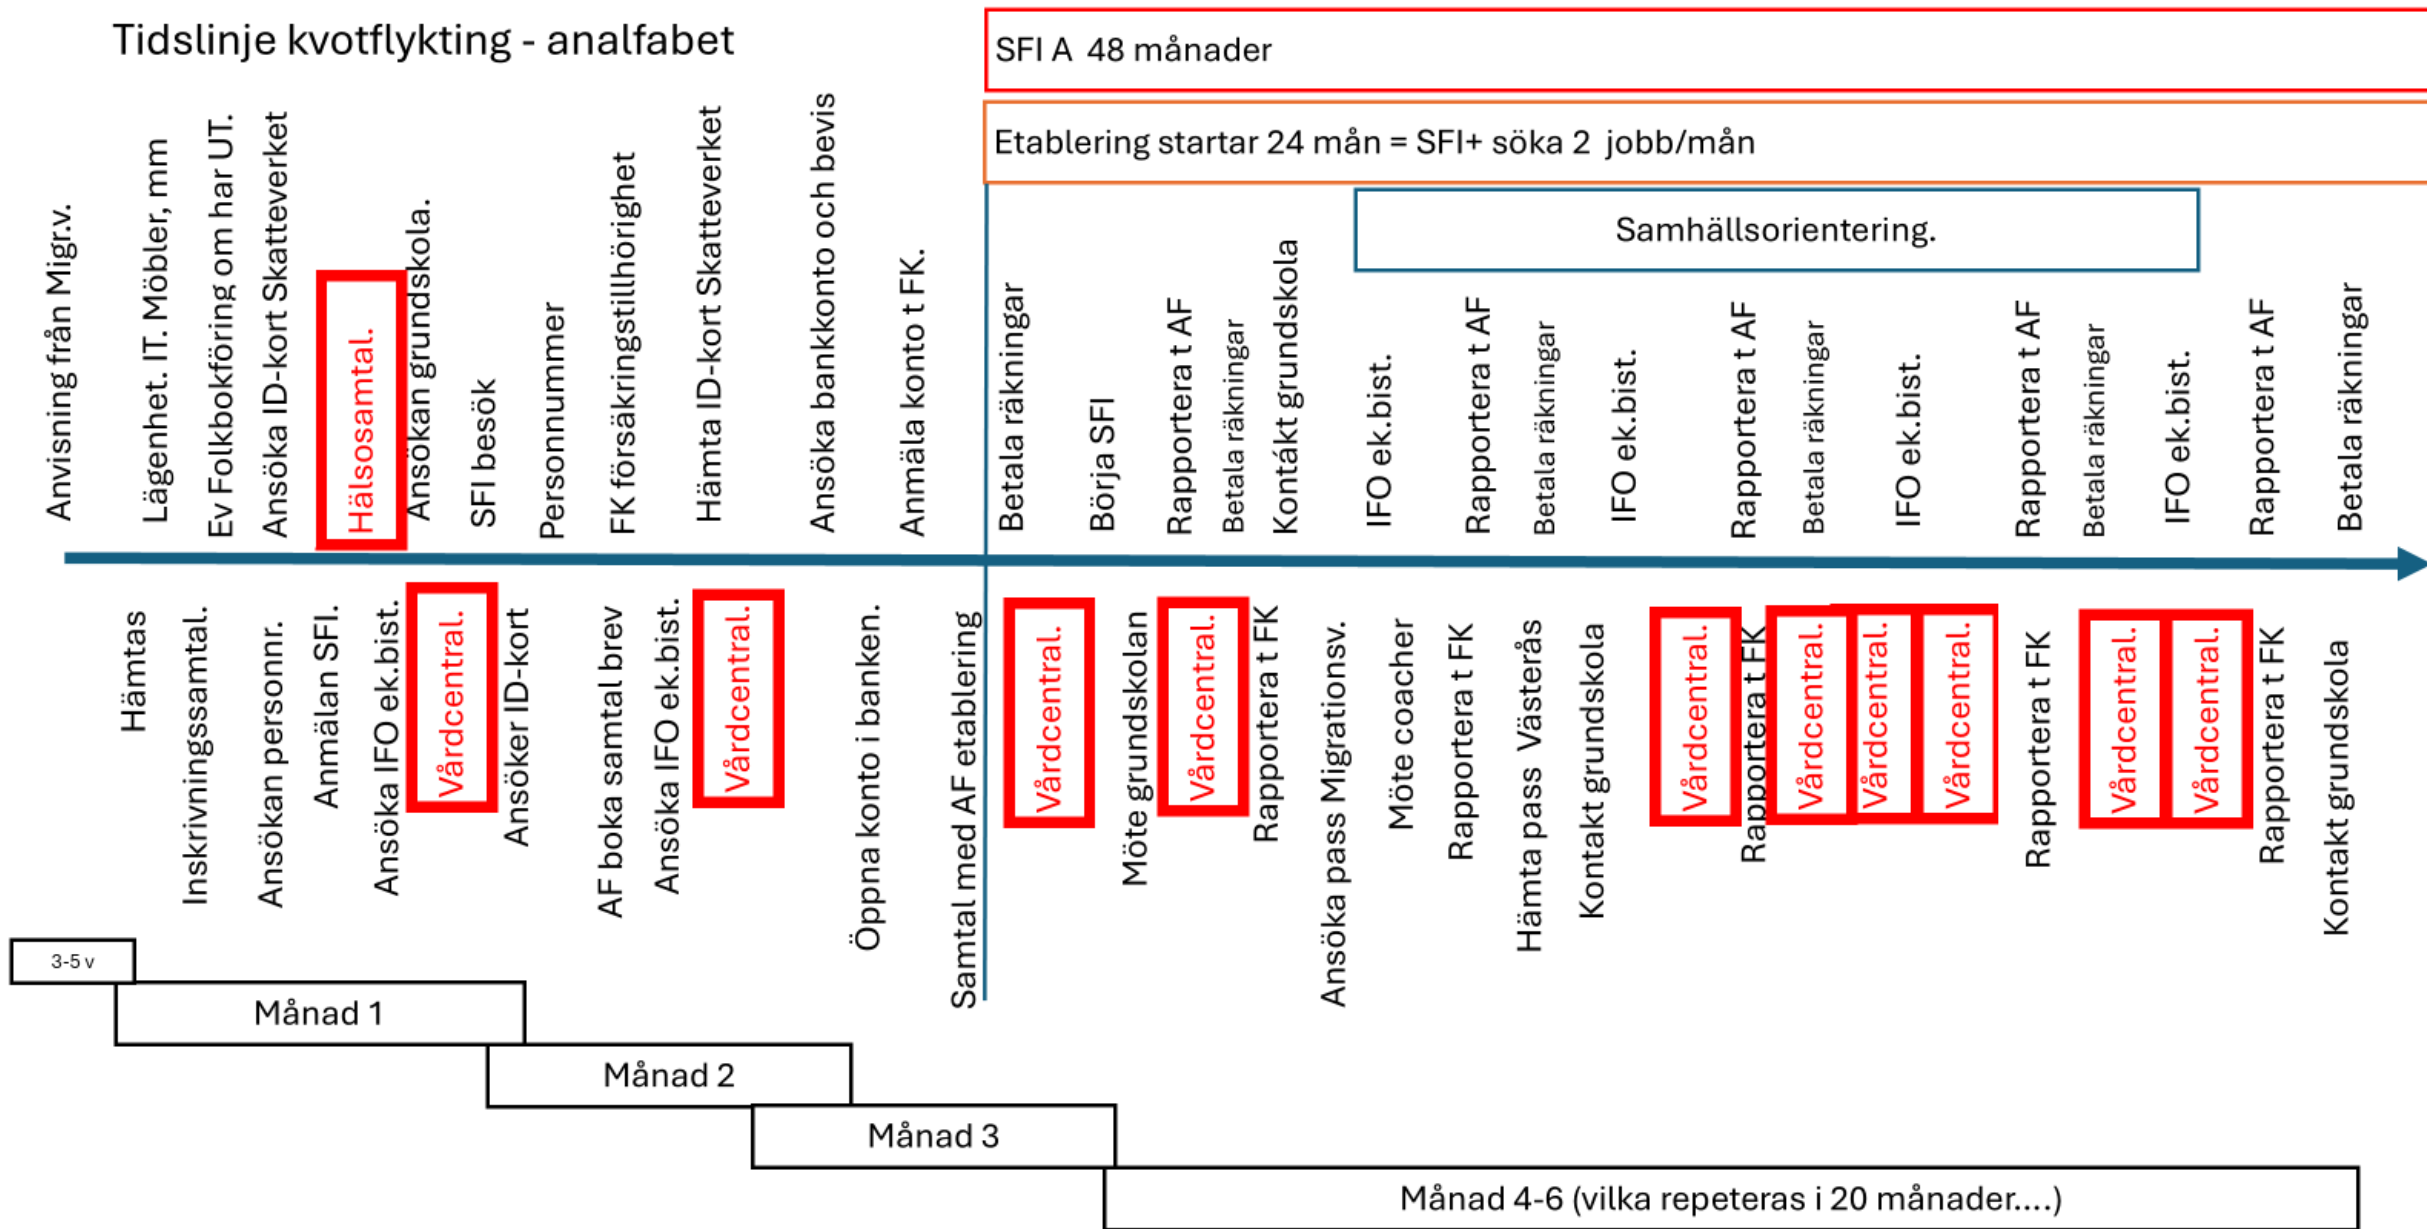 Tidslinje kvotflykting - analfabet
SFI A 48 månader
Etablering startar 24 mån = SFI+ söka 2 jobb/mån
Samhällsorientering.
Anvisning från Migr.v.
Lägenhet. IT. Möbler, mm
Ev Folkbokföring om har UT.
Ansöka ID-kort Skatteverket
Hälsosamtal.
Ansökan grundskola.
SFI besök
Personnummer
FK försäkringstillhörighet
Hämta ID-kort Skatteverket
Ansöka bankkonto och bevis
Anmäla konto t FK.
Betala räkningar
Börja SFI
Rapportera t AF
Betala räkningar
Kontákt grundskola
IFO ek.bist.
Rapportera t AF
Betala räkningar
IFO ek.bist.
Rapportera t AF
Betala räkningar
IFO ek.bist.
Rapportera t AF
Betala räkningar
IFO ek.bist.
Rapportera t AF
Betala räkningar
Hämtas
Inskrivningssamtal.
Ansökan personnr.
Anmälan SFI.
Ansöka IFO ek.bist.
Vårdcentral.
Ansöker ID-kort
AF boka samtal brev
Ansöka IFO ek.bist.
Vårdcentral.
Öppna konto i banken.
Samtal med AF etablering
Vårdcentral.
Möte grundskolan
Vårdcentral.
Rapportera t FK
Ansöka pass Migrationsv.
Möte coacher
Rapportera t FK
Hämta pass Västerås
Kontakt grundskola
Vårdcentral.
Rapportera t FK
Vårdcentral.
Vårdcentral.
Vårdcentral.
Rapportera t FK
Vårdcentral.
Vårdcentral.
Rapportera t FK
Kontakt grundskola
3-5 v
Månad 1
Månad 2
Månad 3
Månad 4-6 (vilka repeteras i 20 månader....)